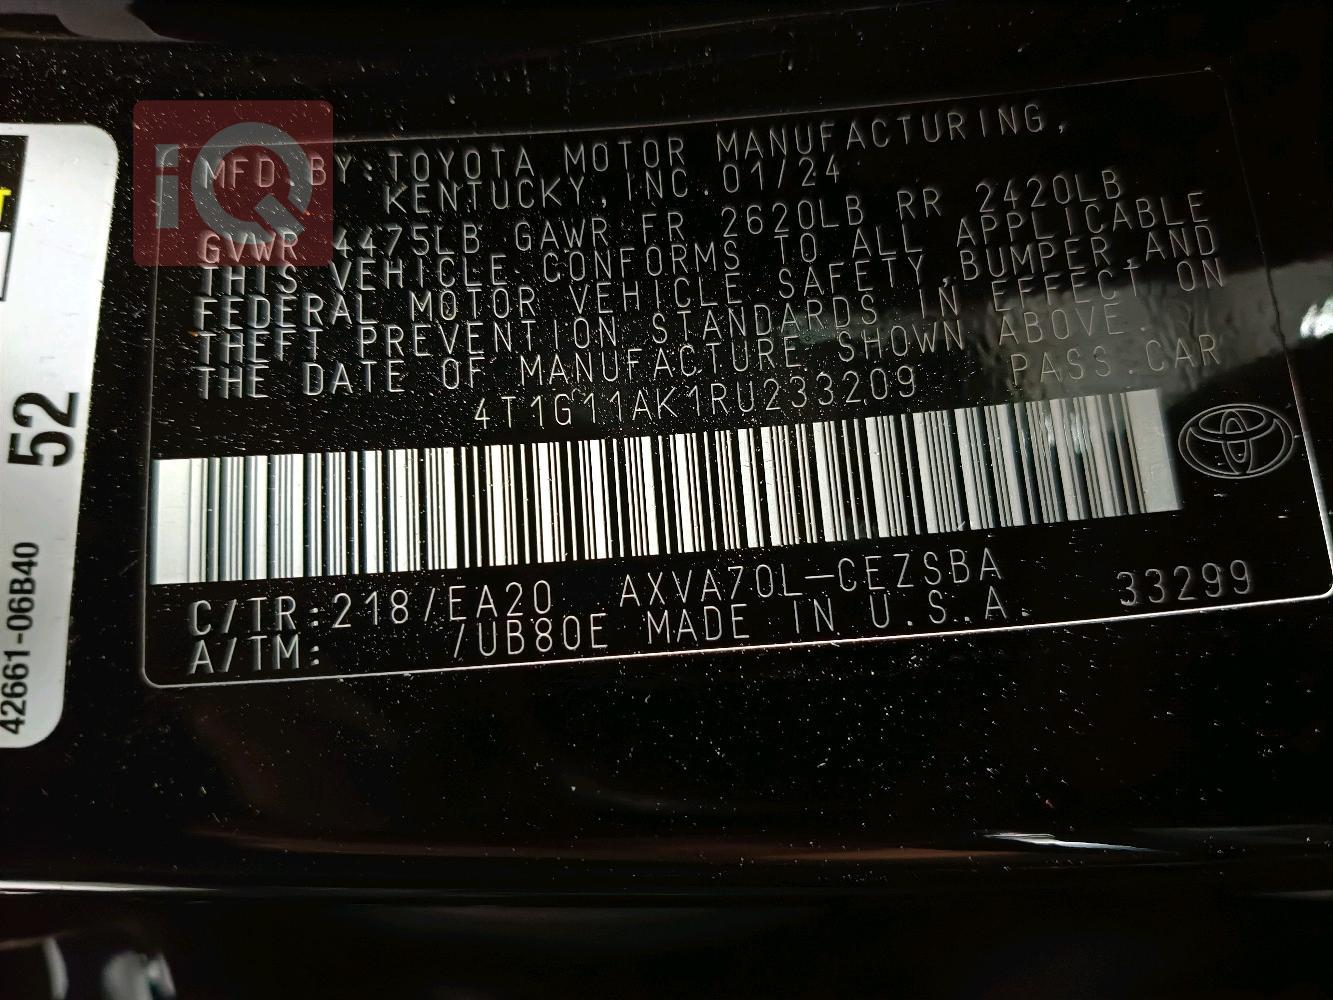 iQ
MFD BY: TOYOTA MOTOR MANUFACTURING,
KENTUCKY, INC. 01/24
GVWR 4475LB GAWR FR 2620LB RR 2420LB
THIS VEHICLE CONFORMS TO ALL APPLICABLE
FEDERAL MOTOR VEHICLE SAFETY, BUMPER, AND
THEFT PREVENTION STANDARDS IN EFFECT ON
THE DATE OF MANUFACTURE SHOWN ABOVE.
4T1G11AK1RU233209 PASS. CAR
C/TR: 218/EA20 AXVA70L-CEZSBA 33299
A/TM: /UB80E MADE IN U.S.A.
52
42661-06B40